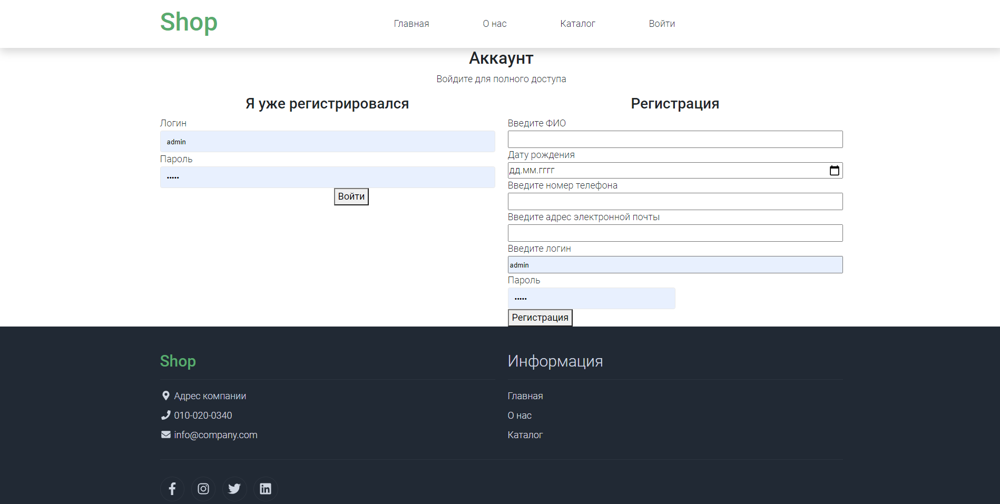 Shop
Главная
О нас
Каталог
Войти
Аккаунт
Войдите для полного доступа
Я уже регистрировался
Логин
admin
Пароль
•••••
Войти
Регистрация
Введите ФИО
Дату рождения
дд.мм.гггг
Введите номер телефона
Введите адрес электронной почты
Введите логин
admin
Пароль
•••••
Регистрация
Shop
Адрес компании
010-020-0340
info@company.com
Информация
Главная
О нас
Каталог